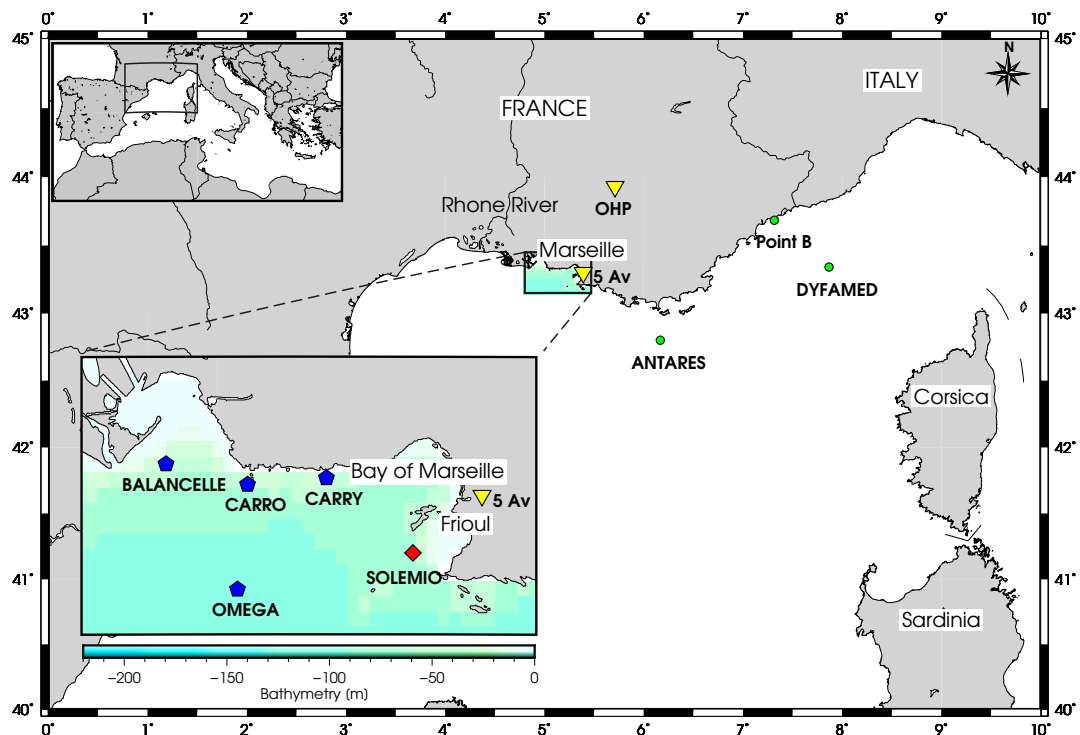 0° 1° 2° 3° 4° 5° 6° 7° 8° 9° 10°
45° 45°
N
ITALY
FRANCE
44° 44°
OHP
Rhone River
Point B
Marseille
5 Av
DYFAMED
43° 43°
ANTARES
Corsica
42° 42°
Bay of Marseille
BALANCELLE
CARRY
CARRO
5 Av
Frioul
SOLEMIO
41° 41°
OMEGA
Sardinia
−200 −150 −100 −50 0
Bathymetry (m)
40° 40°
0° 1° 2° 3° 4° 5° 6° 7° 8° 9° 10°